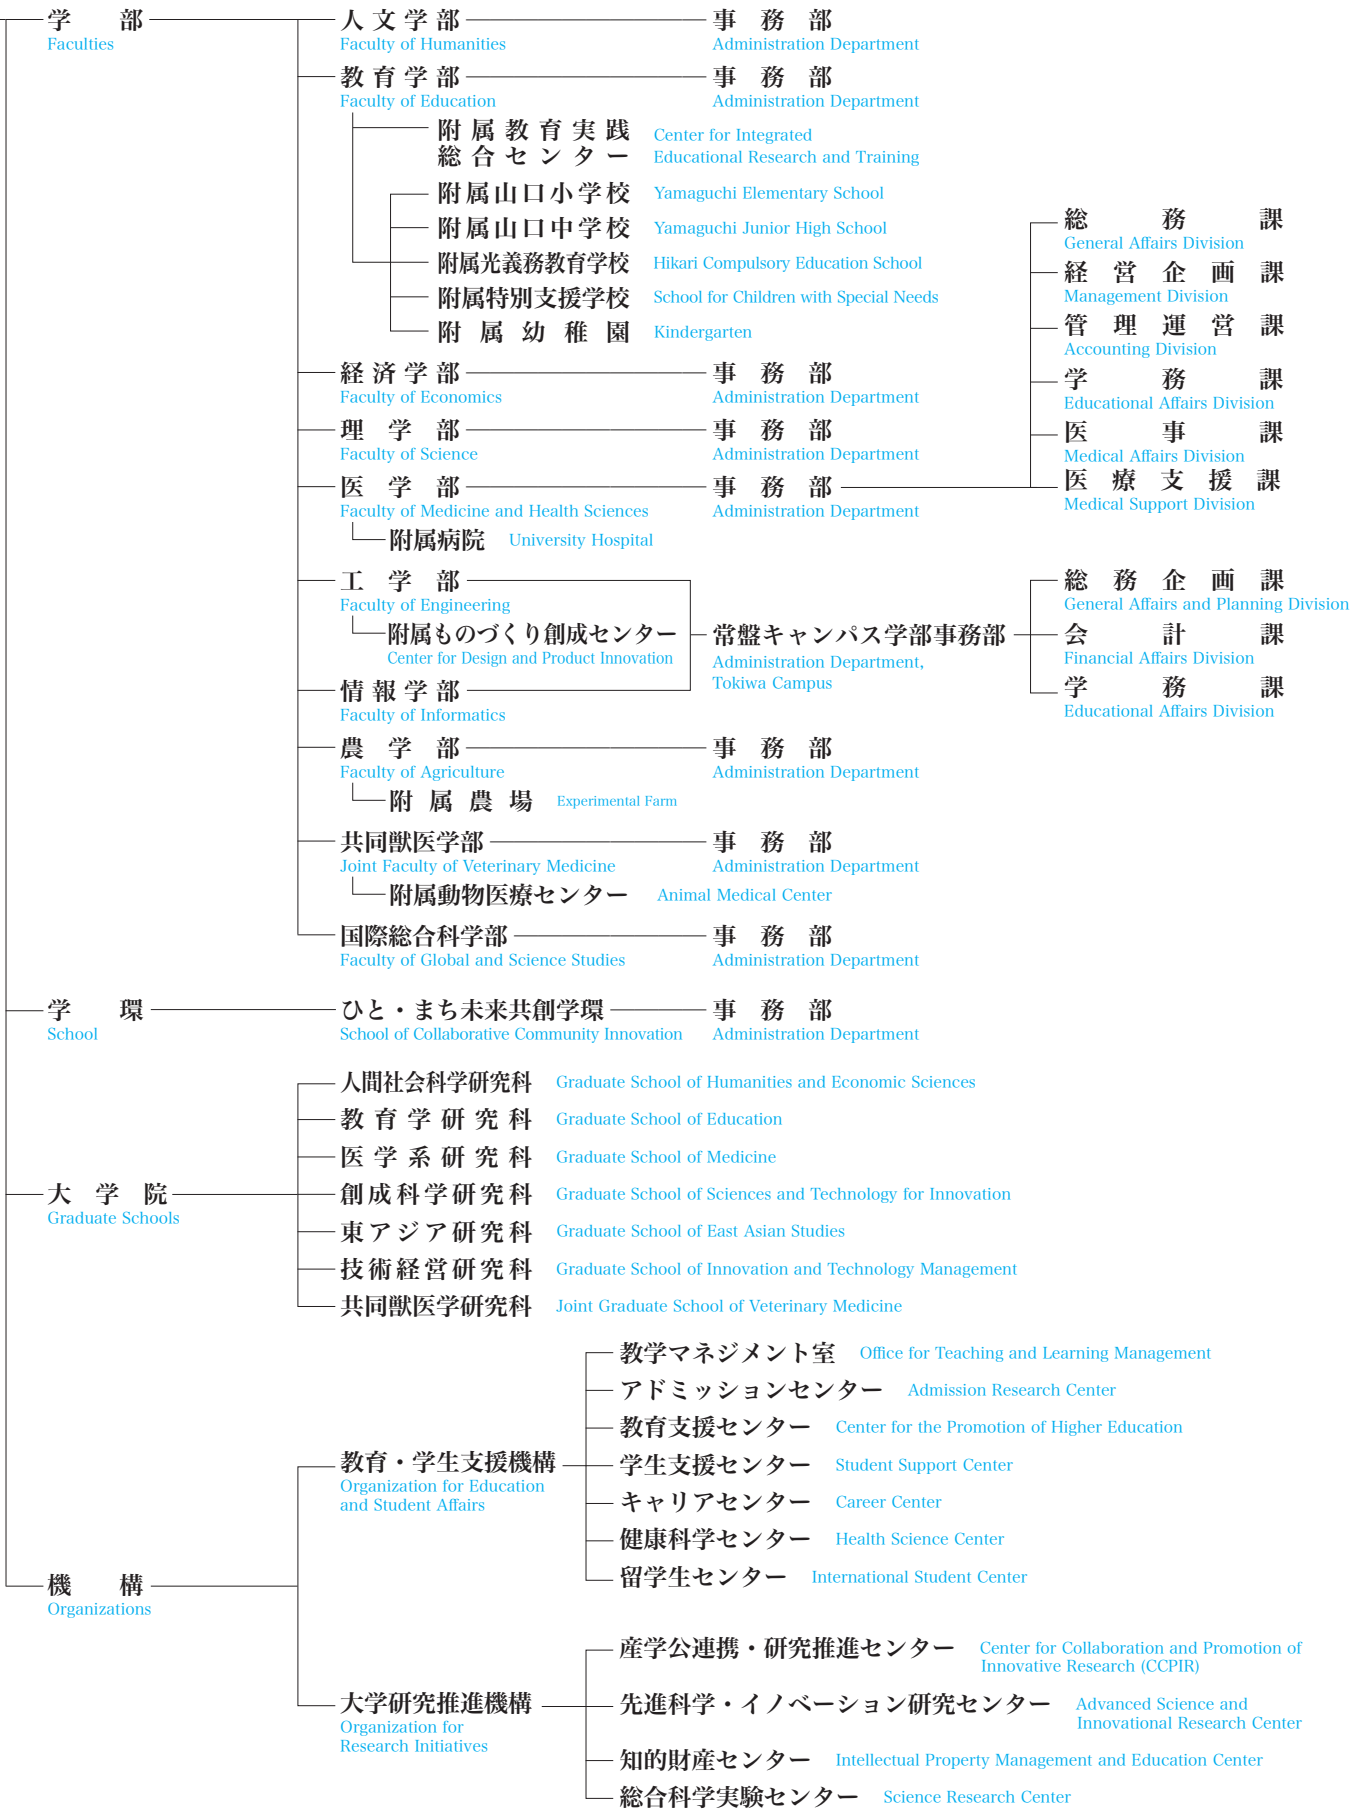 学部
Faculties
人文学部
Faculty of Humanities
事務部
Administration Department
教育学部
Faculty of Education
事務部
Administration Department
附属教育実践
総合センター
Center for Integrated
Educational Research and Training
附属山口小学校
Yamaguchi Elementary School
附属山口中学校
Yamaguchi Junior High School
附属光義務教育学校
Hikari Compulsory Education School
附属特別支援学校
School for Children with Special Needs
附属幼稚園
Kindergarten
経済学部
Faculty of Economics
事務部
Administration Department
理学部
Faculty of Science
事務部
Administration Department
医学部
Faculty of Medicine and Health Sciences
事務部
Administration Department
総務課
General Affairs Division
経営企画課
Management Division
管理運営課
Accounting Division
学務課
Educational Affairs Division
医事課
Medical Affairs Division
医療支援課
Medical Support Division
附属病院
University Hospital
工学部
Faculty of Engineering
附属ものづくり創成センター
Center for Design and Product Innovation
情報学部
Faculty of Informatics
常盤キャンパス学部事務部
Administration Department,
Tokiwa Campus
総務企画課
General Affairs and Planning Division
会計課
Financial Affairs Division
学務課
Educational Affairs Division
農学部
Faculty of Agriculture
事務部
Administration Department
附属農場
Experimental Farm
共同獣医学部
Joint Faculty of Veterinary Medicine
事務部
Administration Department
附属動物医療センター
Animal Medical Center
国際総合科学部
Faculty of Global and Science Studies
事務部
Administration Department
学環
School
ひと・まち未来共創学環
School of Collaborative Community Innovation
事務部
Administration Department
大学院
Graduate Schools
人間社会科学研究科
Graduate School of Humanities and Economic Sciences
教育学研究科
Graduate School of Education
医学系研究科
Graduate School of Medicine
創成科学研究科
Graduate School of Sciences and Technology for Innovation
東アジア研究科
Graduate School of East Asian Studies
技術経営研究科
Graduate School of Innovation and Technology Management
共同獣医学研究科
Joint Graduate School of Veterinary Medicine
機構
Organizations
教育・学生支援機構
Organization for Education
and Student Affairs
教学マネジメント室
Office for Teaching and Learning Management
アドミッションセンター
Admission Research Center
教育支援センター
Center for the Promotion of Higher Education
学生支援センター
Student Support Center
キャリアセンター
Career Center
健康科学センター
Health Science Center
留学生センター
International Student Center
大学研究推進機構
Organization for
Research Initiatives
産学公連携・研究推進センター
Center for Collaboration and Promotion of
Innovative Research (CCPIR)
先進科学・イノベーション研究センター
Advanced Science and
Innovational Research Center
知的財産センター
Intellectual Property Management and Education Center
総合科学実験センター
Science Research Center